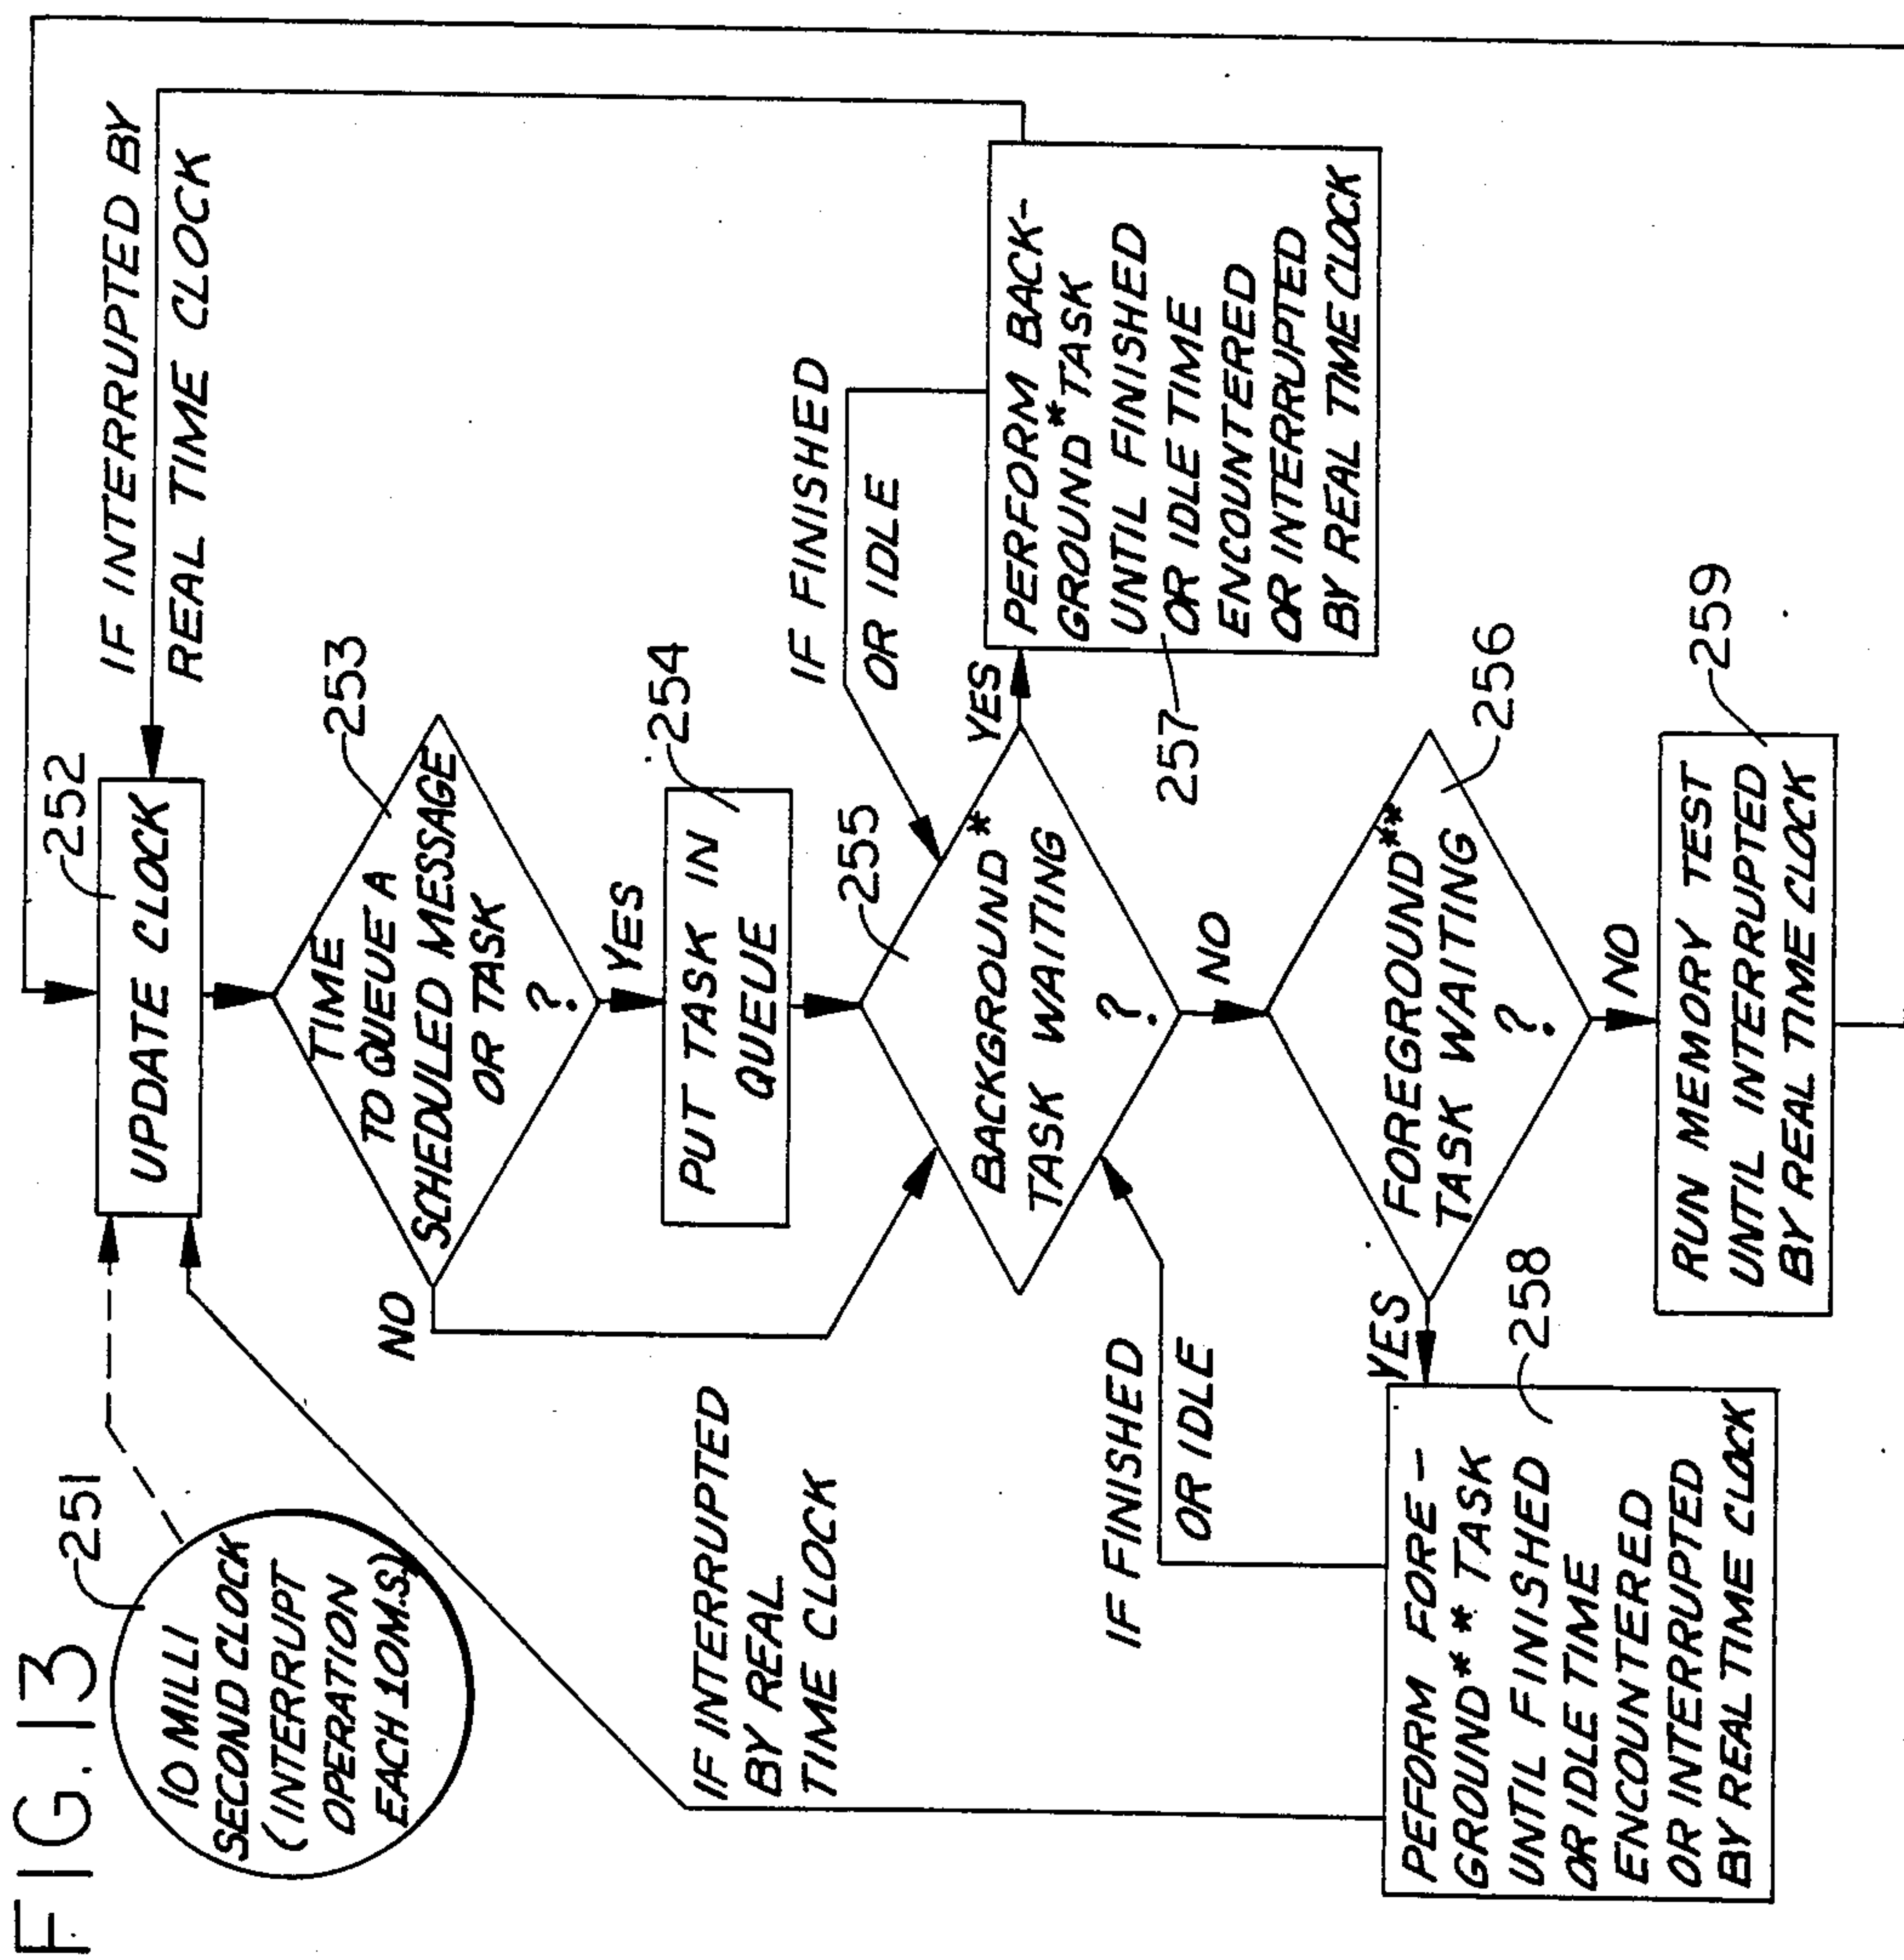 FIG. 13
251
10 MILLI
SECOND CLOCK
(INTERRUPT
OPERATION
EACH 10M.S)
252
UPDATE CLOCK
IF INTERRUPTED BY
REAL TIME CLOCK
253
TIME
TO QUEUE A
SCHEDULED MESSAGE
OR TASK
?
NO
YES
254
PUT TASK IN
QUEUE
IF INTERRUPTED
BY REAL
TIME CLOCK
255
BACKGROUND *
TASK WAITING
?
IF FINISHED
OR IDLE
YES
PERFORM BACK-
GROUND * TASK
UNTIL FINISHED
OR IDLE TIME
ENCOUNTERED
OR INTERRUPTED
BY REAL TIME CLOCK
257
NO
IF FINISHED
OR IDLE
256
FOREGROUND **
TASK WAITING
?
YES
258
PEFORM FORE-
GROUND ** TASK
UNTIL FINISHED
OR IDLE TIME
ENCOUNTERED
OR INTERRUPTED
BY REAL TIME CLOCK
NO
259
RUN MEMORY TEST
UNTIL INTERRUPTED
BY REAL TIME CLOCK